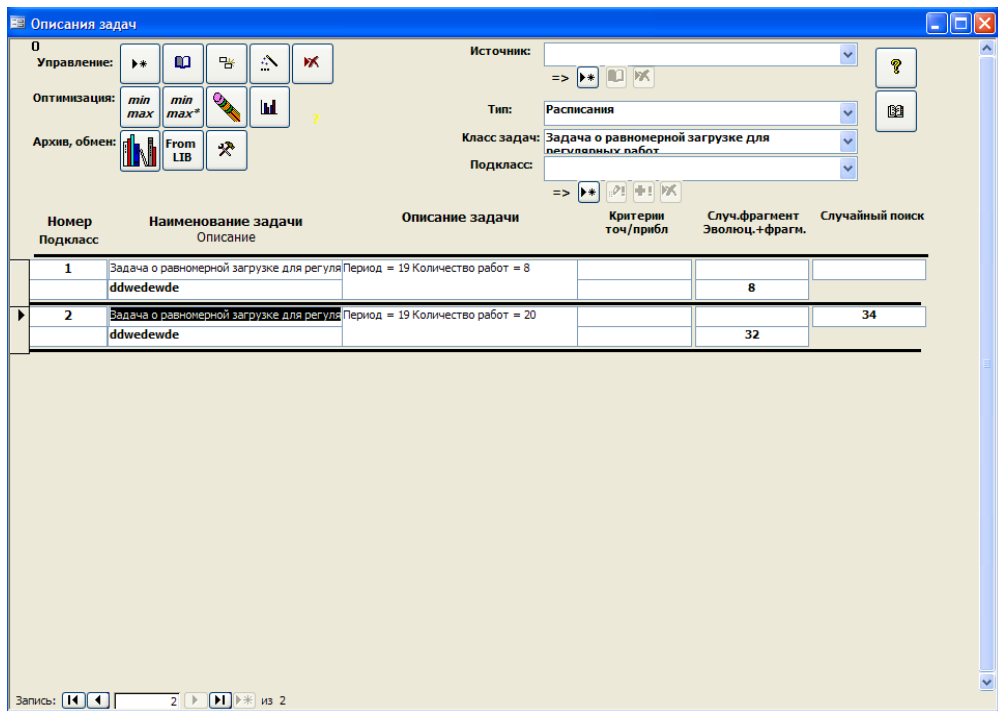 Описания задач
0
Управление:
Источник:
?
=>
Оптимизация:
min max
min max*
?
Тип: Расписания
Архив, обмен:
From LIB
Класс задач: Задача о равномерной загрузке для регулярных работ
Подкласс:
=>
Номер Наименование задачи Описание задачи Критерии Случ.фрагмент Случайный поиск
Подкласс Описание точ/прибл Эволюц.+фрагм.
1 Задача о равномерной загрузке для регуля Период = 19 Количество работ = 8
ddwedewde 8
2 Задача о равномерной загрузке для регуля Период = 19 Количество работ = 20 34
ddwedewde 32
Запись: 2 из 2